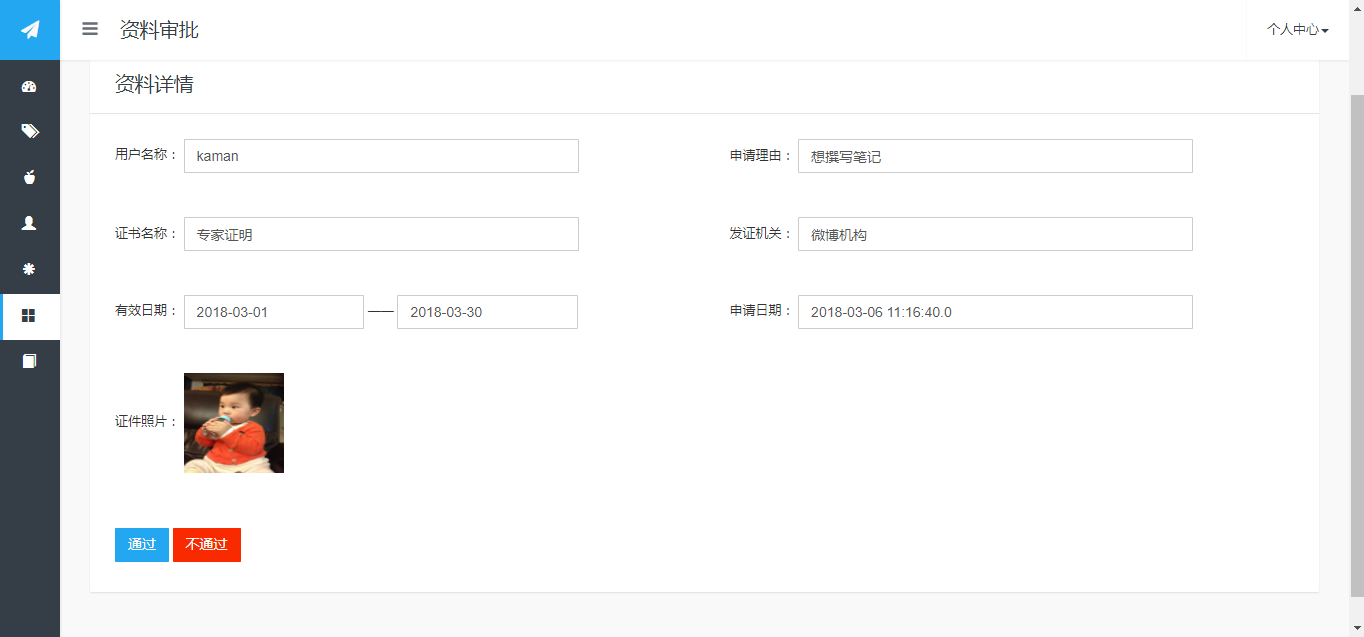 资料审批
个人中心
资料详情
用户名称： kaman
申请理由： 想撰写笔记
证书名称： 专家证明
发证机关： 微博机构
有效日期： 2018-03-01 —— 2018-03-30
申请日期： 2018-03-06 11:16:40.0
证件照片：
通过 不通过